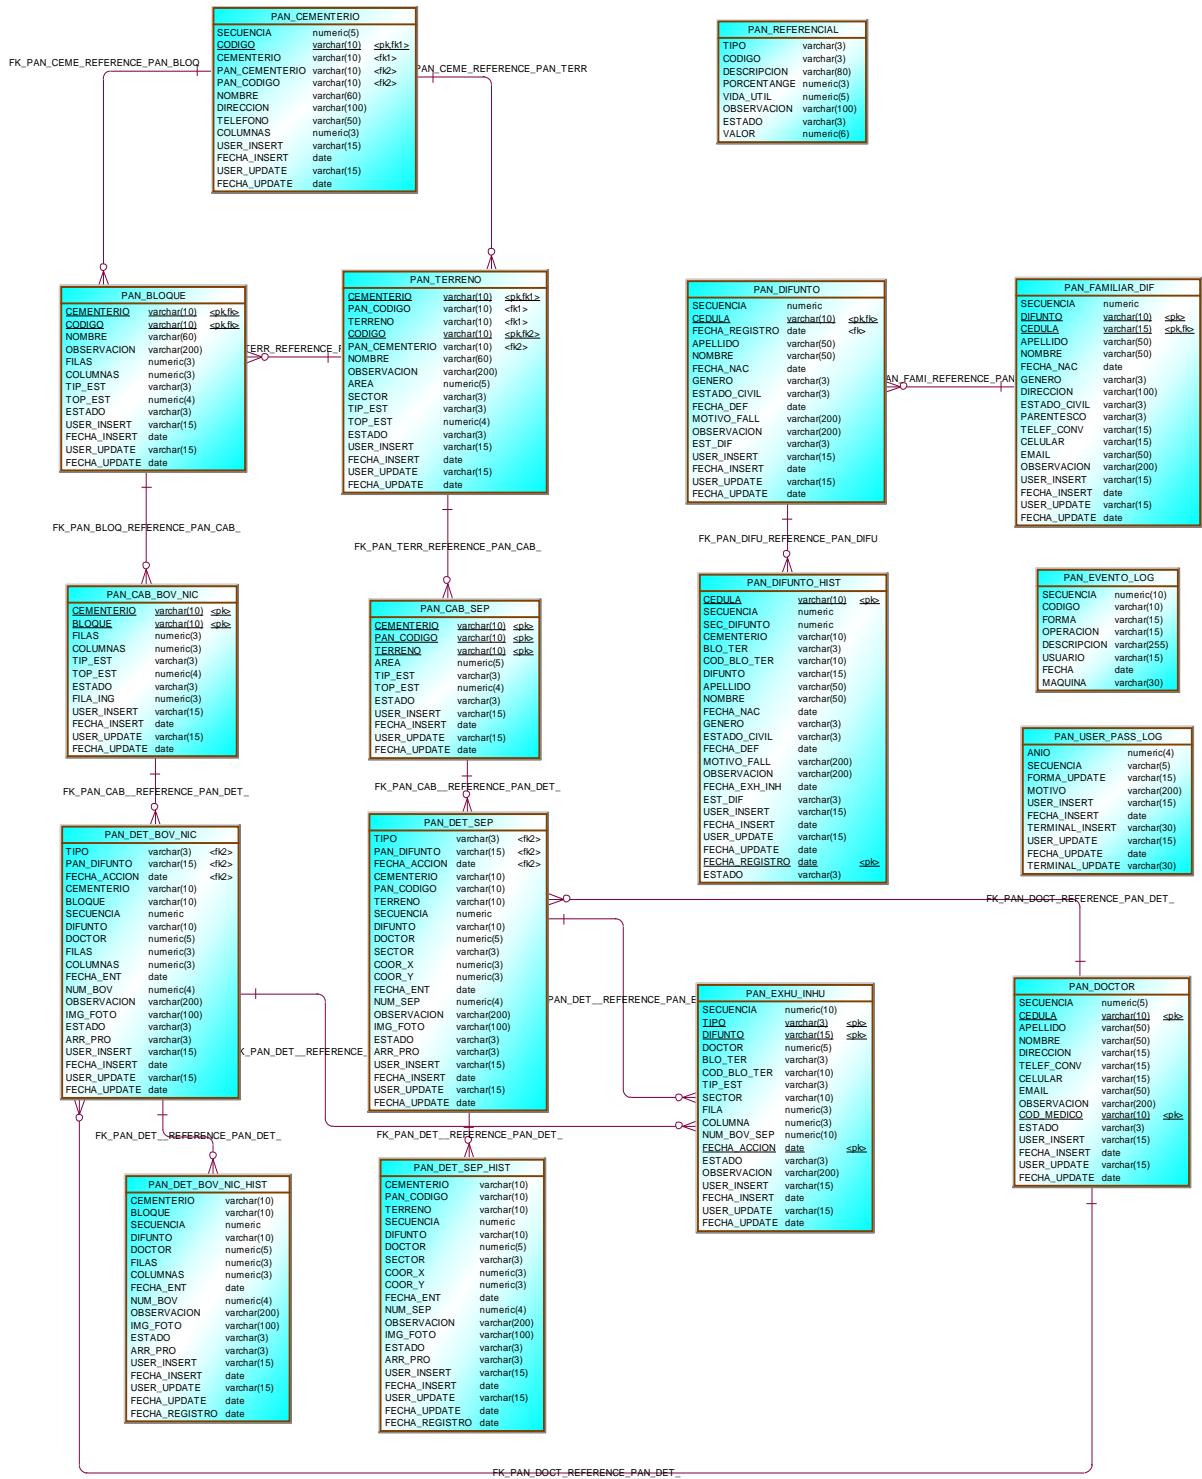 PAN_CEMENTERIO
SECUENCIA numeric(5)
CODIGO varchar(10) <pk,fk1>
CEMENTERIO varchar(10) <fk1>
PAN_CEMENTERIO varchar(10) <fk2>
PAN_CODIGO varchar(10) <fk2>
NOMBRE varchar(60)
DIRECCION varchar(100)
TELEFONO varchar(50)
COLUMNAS numeric(3)
USER_INSERT varchar(15)
FECHA_INSERT date
USER_UPDATE varchar(15)
FECHA_UPDATE date
PAN_REFERENCIAL
TIPO varchar(3)
CODIGO varchar(3)
DESCRIPCION varchar(80)
PORCENTANGE numeric(3)
VIDA_UTIL numeric(5)
OBSERVACION varchar(100)
ESTADO varchar(3)
VALOR numeric(6)
FK_PAN_CEME_REFERENCE_PAN_BLOQ
PAN_CEME_REFERENCE_PAN_TERR
PAN_BLOQUE
CEMENTERIO varchar(10) <pk,fk>
CODIGO varchar(10) <pk,fk>
NOMBRE varchar(60)
OBSERVACION varchar(200)
FILAS numeric(3)
COLUMNAS numeric(3)
TIP_EST varchar(3)
TOP_EST numeric(4)
ESTADO varchar(3)
USER_INSERT varchar(15)
FECHA_INSERT date
USER_UPDATE varchar(15)
FECHA_UPDATE date
TERR_REFERENCE_P
PAN_TERRENO
CEMENTERIO varchar(10) <pk,fk1>
PAN_CODIGO varchar(10) <fk1>
TERRENO varchar(10) <fk1>
CODIGO varchar(10) <pk,fk2>
PAN_CEMENTERIO varchar(10) <fk2>
NOMBRE varchar(60)
OBSERVACION varchar(200)
AREA numeric(5)
SECTOR varchar(3)
TIP_EST varchar(3)
TOP_EST numeric(4)
ESTADO varchar(3)
USER_INSERT varchar(15)
FECHA_INSERT date
USER_UPDATE varchar(15)
FECHA_UPDATE date
PAN_DIFUNTO
SECUENCIA numeric
CEDULA varchar(10) <pk,fk>
FECHA_REGISTRO date <fk>
APELLIDO varchar(50)
NOMBRE varchar(50)
FECHA_NAC date
GENERO varchar(3)
ESTADO_CIVIL varchar(3)
FECHA_DEF date
MOTIVO_FALL varchar(200)
OBSERVACION varchar(200)
EST_DIF varchar(3)
USER_INSERT varchar(15)
FECHA_INSERT date
USER_UPDATE varchar(15)
FECHA_UPDATE date
AN_FAMI_REFERENCE_PAN
PAN_FAMILIAR_DIF
SECUENCIA numeric
DIFUNTO varchar(10) <pk>
CEDULA varchar(15) <pk,fk>
APELLIDO varchar(50)
NOMBRE varchar(50)
FECHA_NAC date
GENERO varchar(3)
DIRECCION varchar(100)
ESTADO_CIVIL varchar(3)
PARENTESCO varchar(3)
TELEF_CONV varchar(15)
CELULAR varchar(15)
EMAIL varchar(50)
OBSERVACION varchar(200)
USER_INSERT varchar(15)
FECHA_INSERT date
USER_UPDATE varchar(15)
FECHA_UPDATE date
FK_PAN_BLOQ_REFERENCE_PAN_CAB_
FK_PAN_TERR_REFERENCE_PAN_CAB_
FK_PAN_DIFU_REFERENCE_PAN_DIFU
PAN_CAB_BOV_NIC
CEMENTERIO varchar(10) <pk>
BLOQUE varchar(10) <pk>
FILAS numeric(3)
COLUMNAS numeric(3)
TIP_EST varchar(3)
TOP_EST numeric(4)
ESTADO varchar(3)
FILA_ING numeric(3)
USER_INSERT varchar(15)
FECHA_INSERT date
USER_UPDATE varchar(15)
FECHA_UPDATE date
PAN_CAB_SEP
CEMENTERIO varchar(10) <pk>
PAN_CODIGO varchar(10) <pk>
TERRENO varchar(10) <pk>
AREA numeric(5)
TIP_EST varchar(3)
TOP_EST numeric(4)
ESTADO varchar(3)
USER_INSERT varchar(15)
FECHA_INSERT date
USER_UPDATE varchar(15)
FECHA_UPDATE date
PAN_DIFUNTO_HIST
CEDULA varchar(10) <pk>
SECUENCIA numeric
SEC_DIFUNTO numeric
CEMENTERIO varchar(10)
BLO_TER varchar(3)
COD_BLO_TER varchar(10)
DIFUNTO varchar(15)
APELLIDO varchar(50)
NOMBRE varchar(50)
FECHA_NAC date
GENERO varchar(3)
ESTADO_CIVIL varchar(3)
FECHA_DEF date
MOTIVO_FALL varchar(200)
OBSERVACION varchar(200)
FECHA_EXH_INH date
EST_DIF varchar(3)
USER_INSERT varchar(15)
FECHA_INSERT date
USER_UPDATE varchar(15)
FECHA_UPDATE date
FECHA_REGISTRO date <pk>
ESTADO varchar(3)
PAN_EVENTO_LOG
SECUENCIA numeric(10)
CODIGO varchar(10)
FORMA varchar(15)
OPERACION varchar(15)
DESCRIPCION varchar(255)
USUARIO varchar(15)
FECHA date
MAQUINA varchar(30)
PAN_USER_PASS_LOG
ANIO numeric(4)
SECUENCIA varchar(5)
FORMA_UPDATE varchar(15)
MOTIVO varchar(200)
USER_INSERT varchar(15)
FECHA_INSERT date
TERMINAL_INSERT varchar(30)
USER_UPDATE varchar(15)
FECHA_UPDATE date
TERMINAL_UPDATE varchar(30)
FK_PAN_CAB__REFERENCE_PAN_DET_
FK_PAN_CAB__REFERENCE_PAN_DET_
PAN_DET_BOV_NIC
TIPO varchar(3) <fk2>
PAN_DIFUNTO varchar(15) <fk2>
FECHA_ACCION date <fk2>
CEMENTERIO varchar(10)
BLOQUE varchar(10)
SECUENCIA numeric
DIFUNTO varchar(10)
DOCTOR numeric(5)
FILAS numeric(3)
COLUMNAS numeric(3)
FECHA_ENT date
NUM_BOV numeric(4)
OBSERVACION varchar(200)
IMG_FOTO varchar(100)
ESTADO varchar(3)
ARR_PRO varchar(3)
USER_INSERT varchar(15)
FECHA_INSERT date
USER_UPDATE varchar(15)
FECHA_UPDATE date
PAN_DET_SEP
TIPO varchar(3) <fk2>
PAN_DIFUNTO varchar(15) <fk2>
FECHA_ACCION date <fk2>
CEMENTERIO varchar(10)
PAN_CODIGO varchar(10)
TERRENO varchar(10)
SECUENCIA numeric
DIFUNTO varchar(10)
DOCTOR numeric(5)
SECTOR varchar(3)
COOR_X numeric(3)
COOR_Y numeric(3)
FECHA_ENT date
NUM_SEP numeric(4)
OBSERVACION varchar(200)
IMG_FOTO varchar(100)
ESTADO varchar(3)
ARR_PRO varchar(3)
USER_INSERT varchar(15)
FECHA_INSERT date
USER_UPDATE varchar(15)
FECHA_UPDATE date
FK_PAN_DOCT_REFERENCE_PAN_DET_
PAN_DET__REFERENCE_PAN_E
K_PAN_DET__REFERENCE_
PAN_EXHU_INHU
SECUENCIA numeric(10)
TIPO varchar(3) <pk>
DIFUNTO varchar(15) <pk>
DOCTOR numeric(5)
BLO_TER varchar(3)
COD_BLO_TER varchar(10)
TIP_EST varchar(3)
SECTOR varchar(10)
FILA numeric(3)
COLUMNA numeric(3)
NUM_BOV_SEP numeric(10)
FECHA_ACCION date <pk>
ESTADO varchar(3)
OBSERVACION varchar(200)
USER_INSERT varchar(15)
FECHA_INSERT date
USER_UPDATE varchar(15)
FECHA_UPDATE date
PAN_DOCTOR
SECUENCIA numeric(5)
CEDULA varchar(10) <pk>
APELLIDO varchar(50)
NOMBRE varchar(50)
DIRECCION varchar(15)
TELEF_CONV varchar(15)
CELULAR varchar(15)
EMAIL varchar(50)
OBSERVACION varchar(200)
COD_MEDICO varchar(10) <pk>
ESTADO varchar(3)
USER_INSERT varchar(15)
FECHA_INSERT date
USER_UPDATE varchar(15)
FECHA_UPDATE date
FK_PAN_DET__REFERENCE_PAN_DET_
FK_PAN_DET__REFERENCE_PAN_DET_
PAN_DET_BOV_NIC_HIST
CEMENTERIO varchar(10)
BLOQUE varchar(10)
SECUENCIA numeric
DIFUNTO varchar(10)
DOCTOR numeric(5)
FILAS numeric(3)
COLUMNAS numeric(3)
FECHA_ENT date
NUM_BOV numeric(4)
OBSERVACION varchar(200)
IMG_FOTO varchar(100)
ESTADO varchar(3)
ARR_PRO varchar(3)
USER_INSERT varchar(15)
FECHA_INSERT date
USER_UPDATE varchar(15)
FECHA_UPDATE date
FECHA_REGISTRO date
PAN_DET_SEP_HIST
CEMENTERIO varchar(10)
PAN_CODIGO varchar(10)
TERRENO varchar(10)
SECUENCIA numeric
DIFUNTO varchar(10)
DOCTOR numeric(5)
SECTOR varchar(3)
COOR_X numeric(3)
COOR_Y numeric(3)
FECHA_ENT date
NUM_SEP numeric(4)
OBSERVACION varchar(200)
IMG_FOTO varchar(100)
ESTADO varchar(3)
ARR_PRO varchar(3)
USER_INSERT varchar(15)
FECHA_INSERT date
USER_UPDATE varchar(15)
FECHA_UPDATE date
FECHA_REGISTRO date
FK_PAN_DOCT_REFERENCE_PAN_DET_